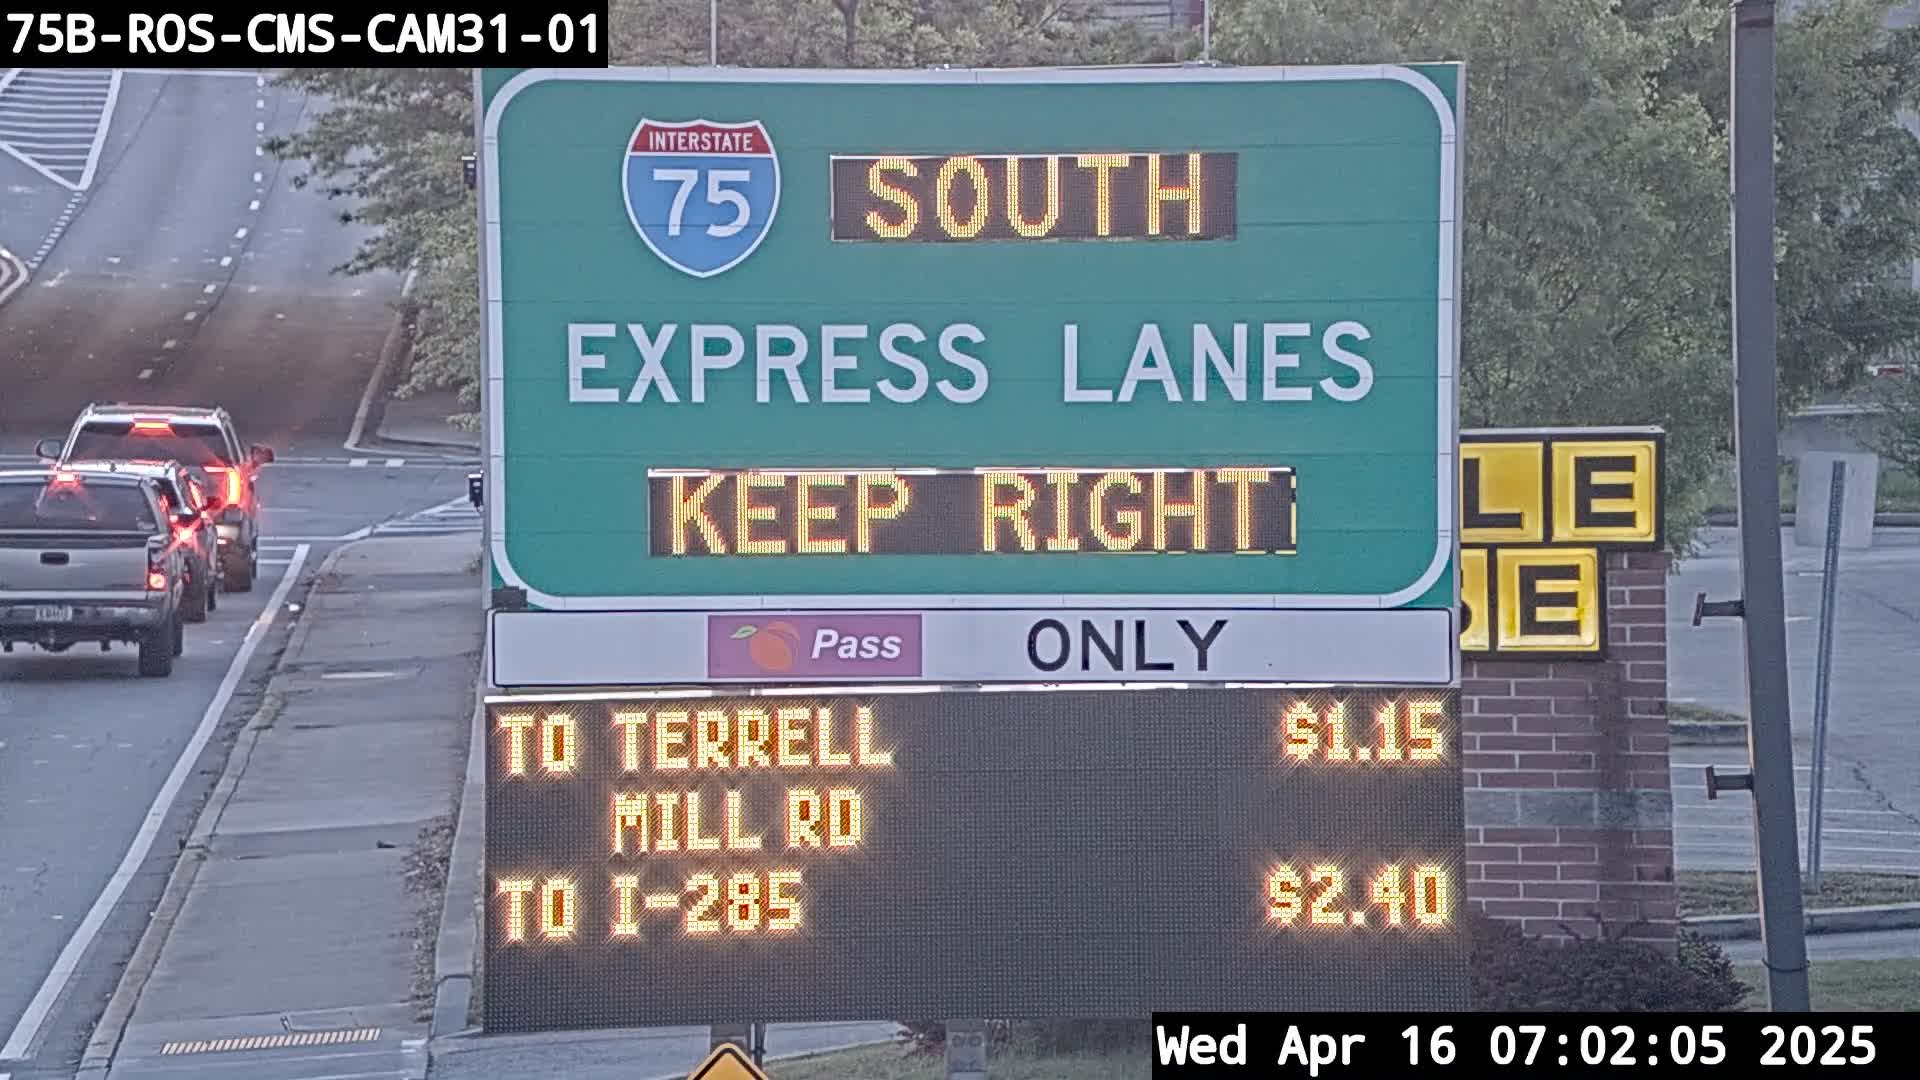 75B-ROS-CMS-CAM31-01
INTERSTATE
75
SOUTH
EXPRESS LANES
KEEP RIGHT
Pass ONLY
TO TERRELL $1.15
MILL RD
TO I-285 $2.40
LE
E
Wed Apr 16 07:02:05 2025